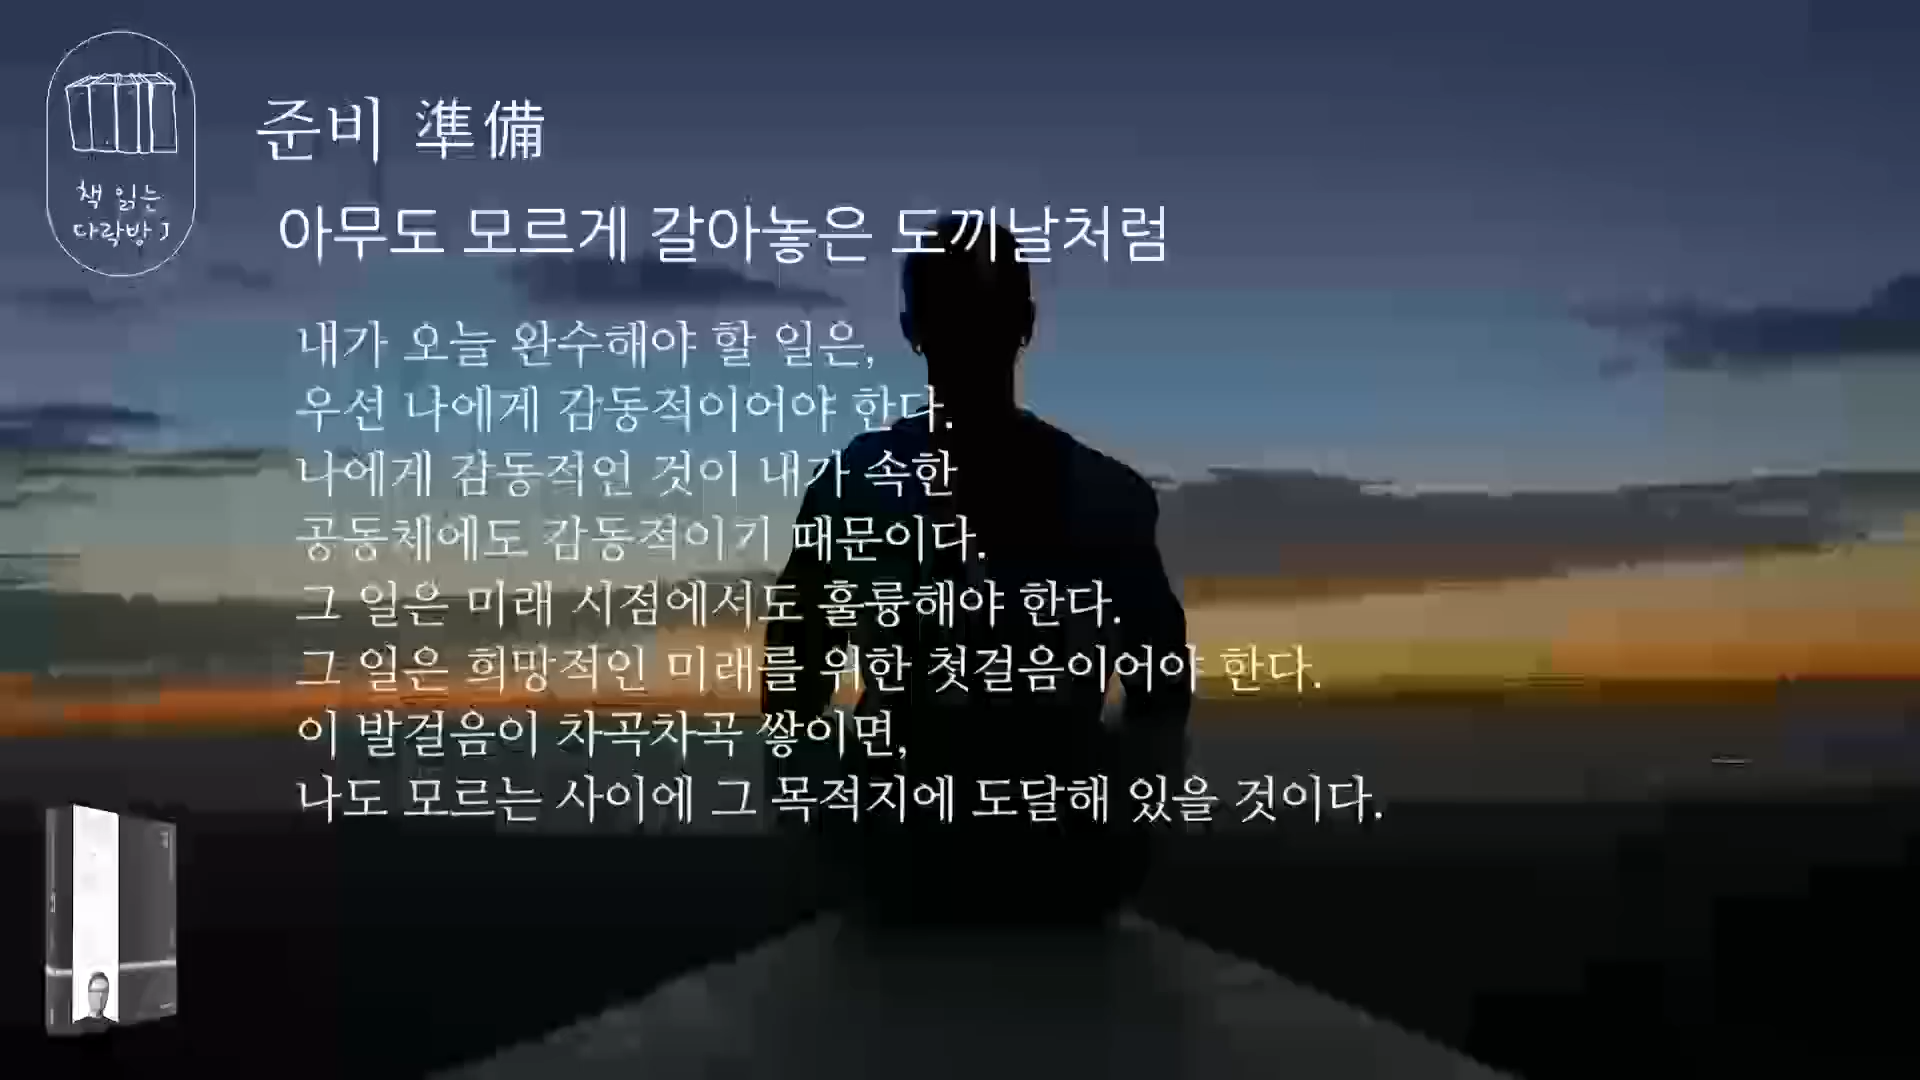 책 읽는
다락방 J
준비 準備
아무도 모르게 갈아놓은 도끼날처럼
내가 오늘 완수해야 할 일은,
우선 나에게 감동적이어야 한다.
나에게 감동적인 것이 내가 속한
공동체에도 감동적이기 때문이다.
그 일은 미래 시점에서도 훌륭해야 한다.
그 일은 희망적인 미래를 위한 첫걸음이어야 한다.
이 발걸음이 차곡차곡 쌓이면,
나도 모르는 사이에 그 목적지에 도달해 있을 것이다.